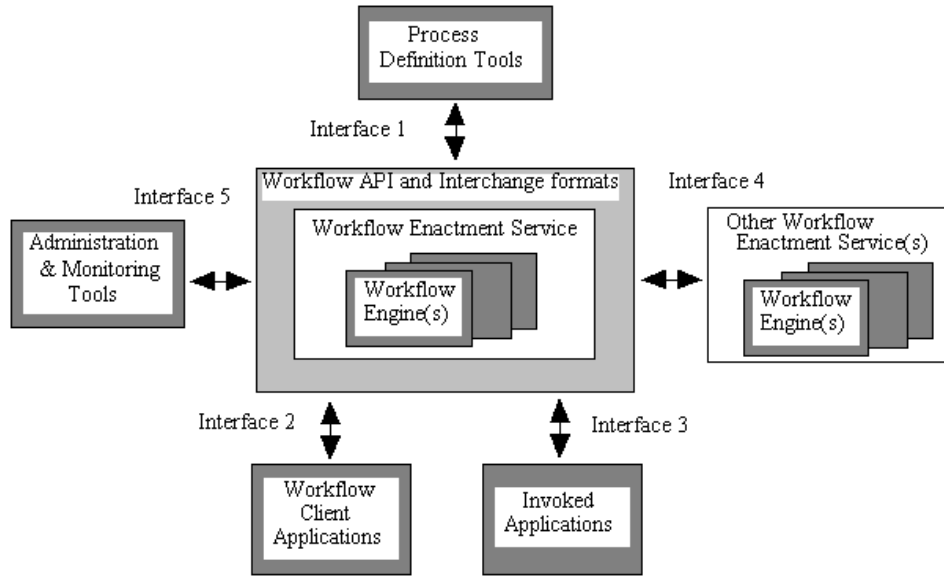 Process
Definition Tools
Interface 1
Workflow API and Interchange formats
Interface 5
Interface 4
Workflow Enactment Service
Administration
& Monitoring
Tools
Workflow
Engine(s)
Other Workflow
Enactment Service(s)
Workflow
Engine(s)
Interface 2
Interface 3
Workflow
Client
Applications
Invoked
Applications